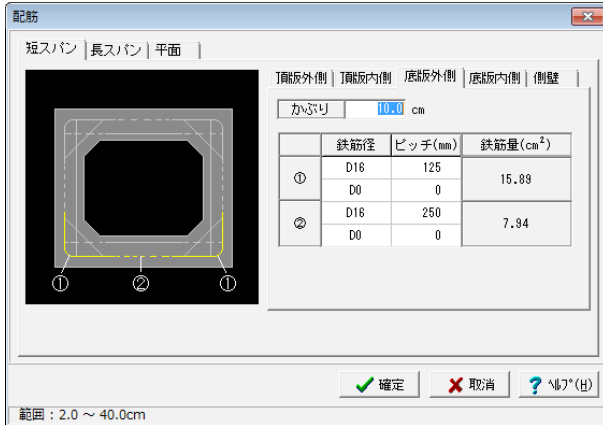 配筋
短スパン 長スパン 平面
頂版外側 頂版内側 底版外側 底版内側 側壁
かぶり 10.0 cm
鉄筋径 ピッチ(mm) 鉄筋量(cm²)
① D16 125 15.89
D0 0
② D16 250 7.94
D0 0
① ② ①
確定 取消 ? ﾍﾙﾌﾟ(H)
範囲：2.0 ～ 40.0cm